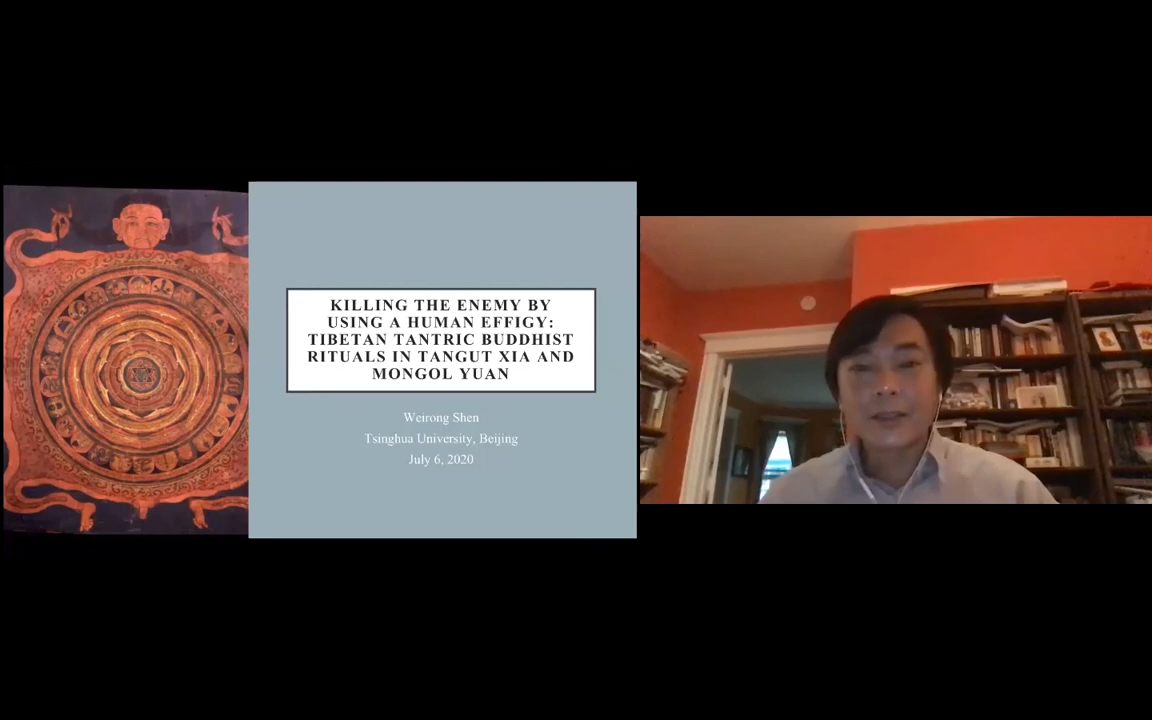 KILLING THE ENEMY BY
USING A HUMAN EFFIGY:
TIBETAN TANTRIC BUDDHIST
RITUALS IN TANGUT XIA AND
MONGOL YUAN
Weirong Shen
Tsinghua University, Beijing
July 6, 2020